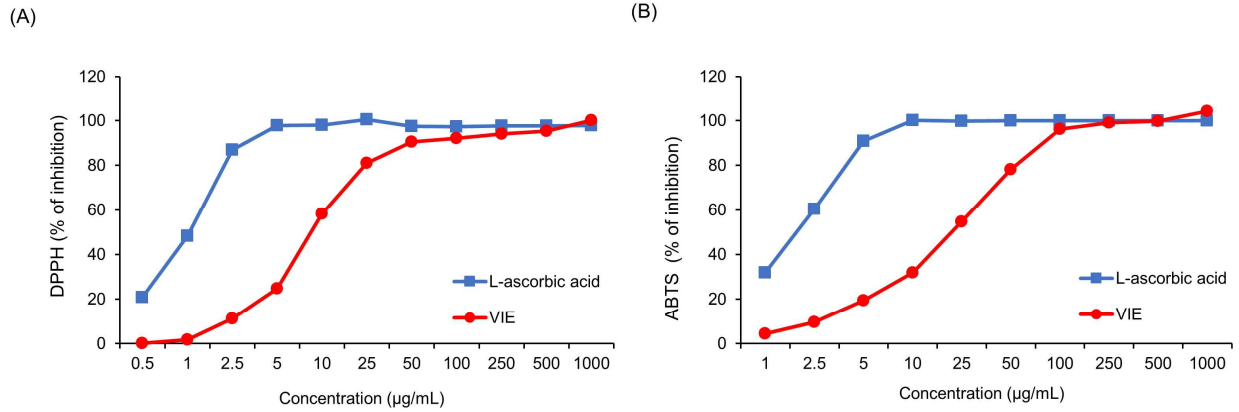 (A)
DPPH (% of inhibition)
120
100
80
60
40
20
0
L-ascorbic acid
VIE
0.5 1 2.5 5 10 25 50 100 250 500 1000
Concentration (μg/mL)
(B)
ABTS (% of inhibition)
120
100
80
60
40
20
0
L-ascorbic acid
VIE
1 2.5 5 10 25 50 100 250 500 1000
Concentration (μg/mL)